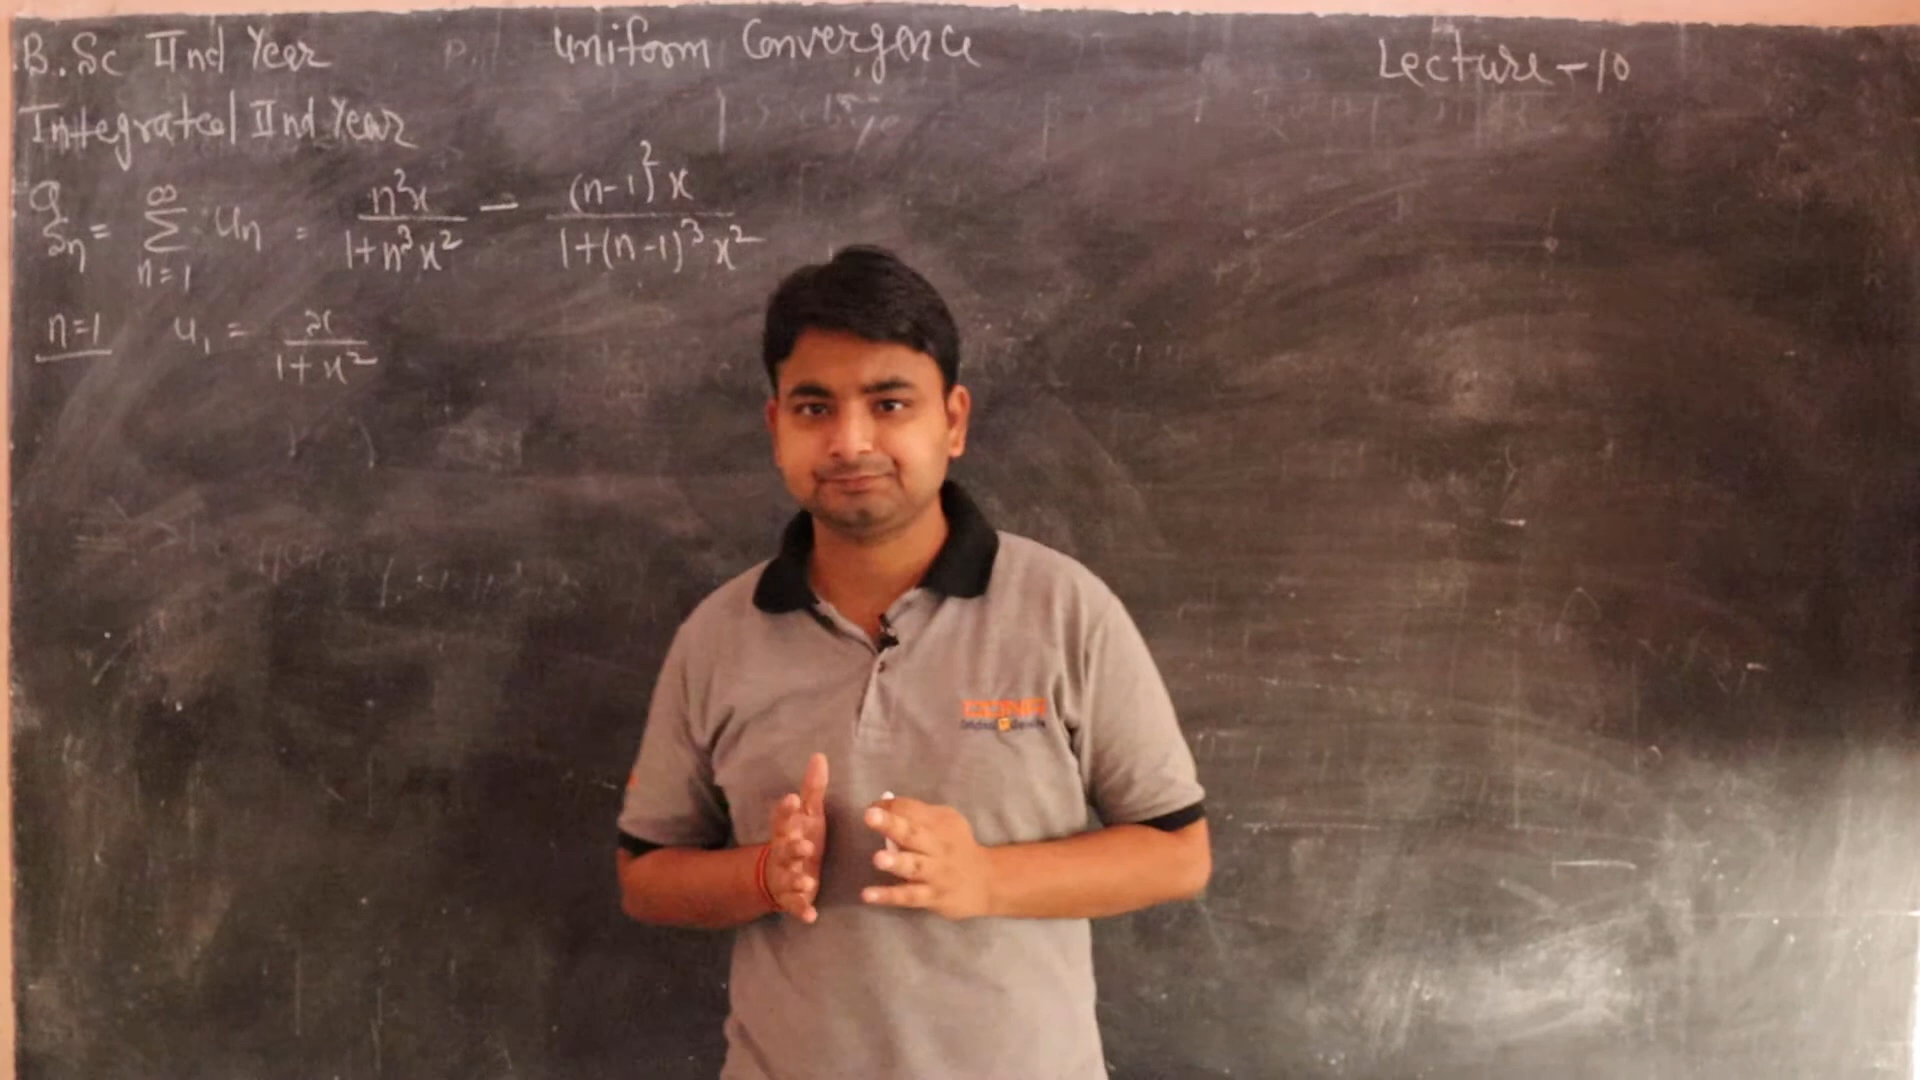 B.Sc IInd Year
uniform Convergence
Lecture-10
Integrated IInd Year
Q
Sn = ∞ Σ n=1 un = n²x / 1+n³x² − (n-1)²x / 1+(n-1)³x²
n=1 u₁ = x / 1+x²